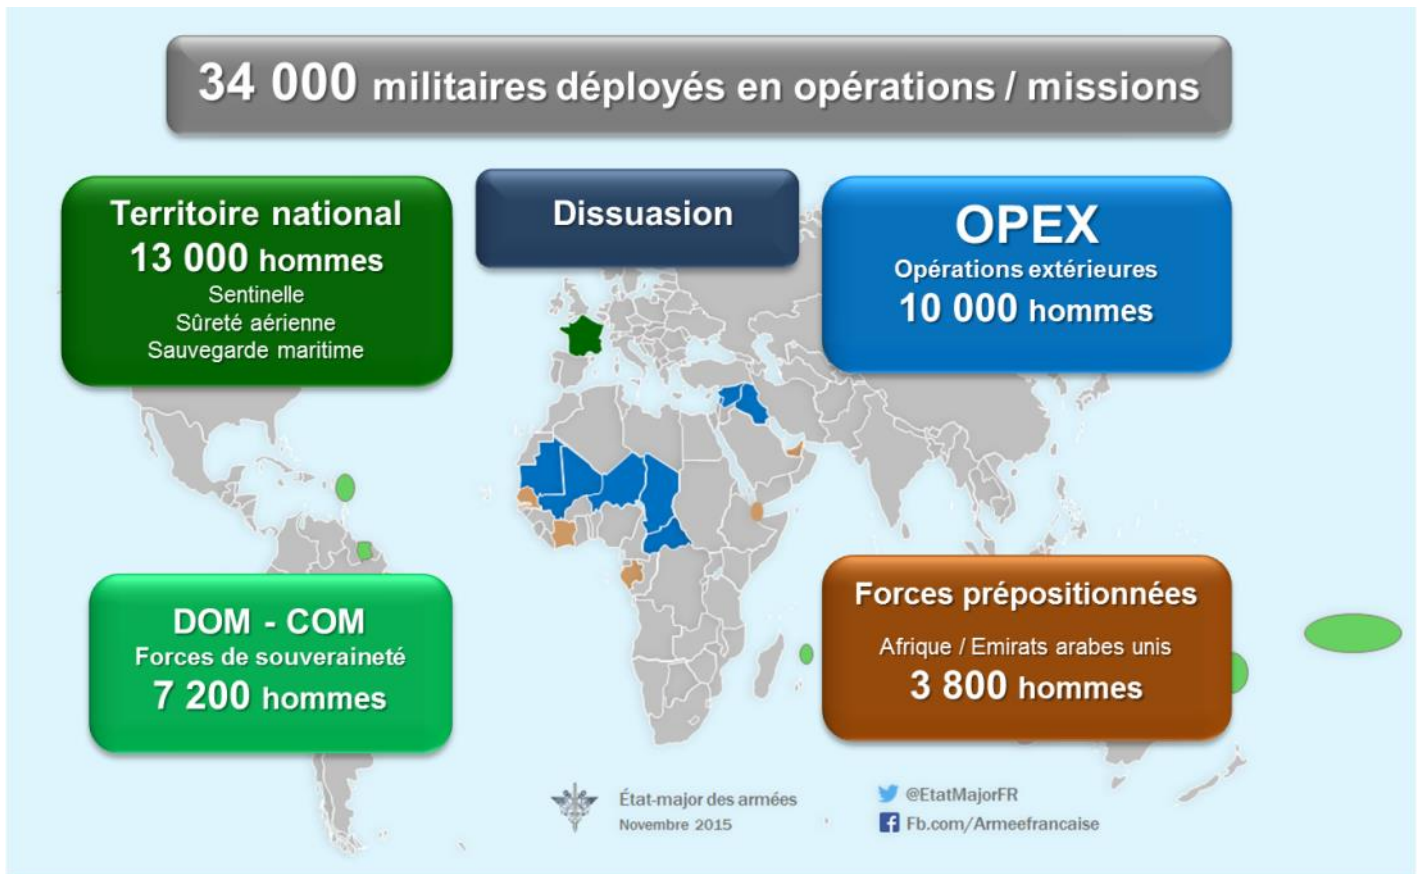 34 000 militaires déployés en opérations / missions
Territoire national
13 000 hommes
Sentinelle
Sûreté aérienne
Sauvegarde maritime
Dissuasion
OPEX
Opérations extérieures
10 000 hommes
DOM - COM
Forces de souveraineté
7 200 hommes
Forces prépositionnées
Afrique / Emirats arabes unis
3 800 hommes
État-major des armées
Novembre 2015
@EtatMajorFR
Fb.com/Armeefrancaise